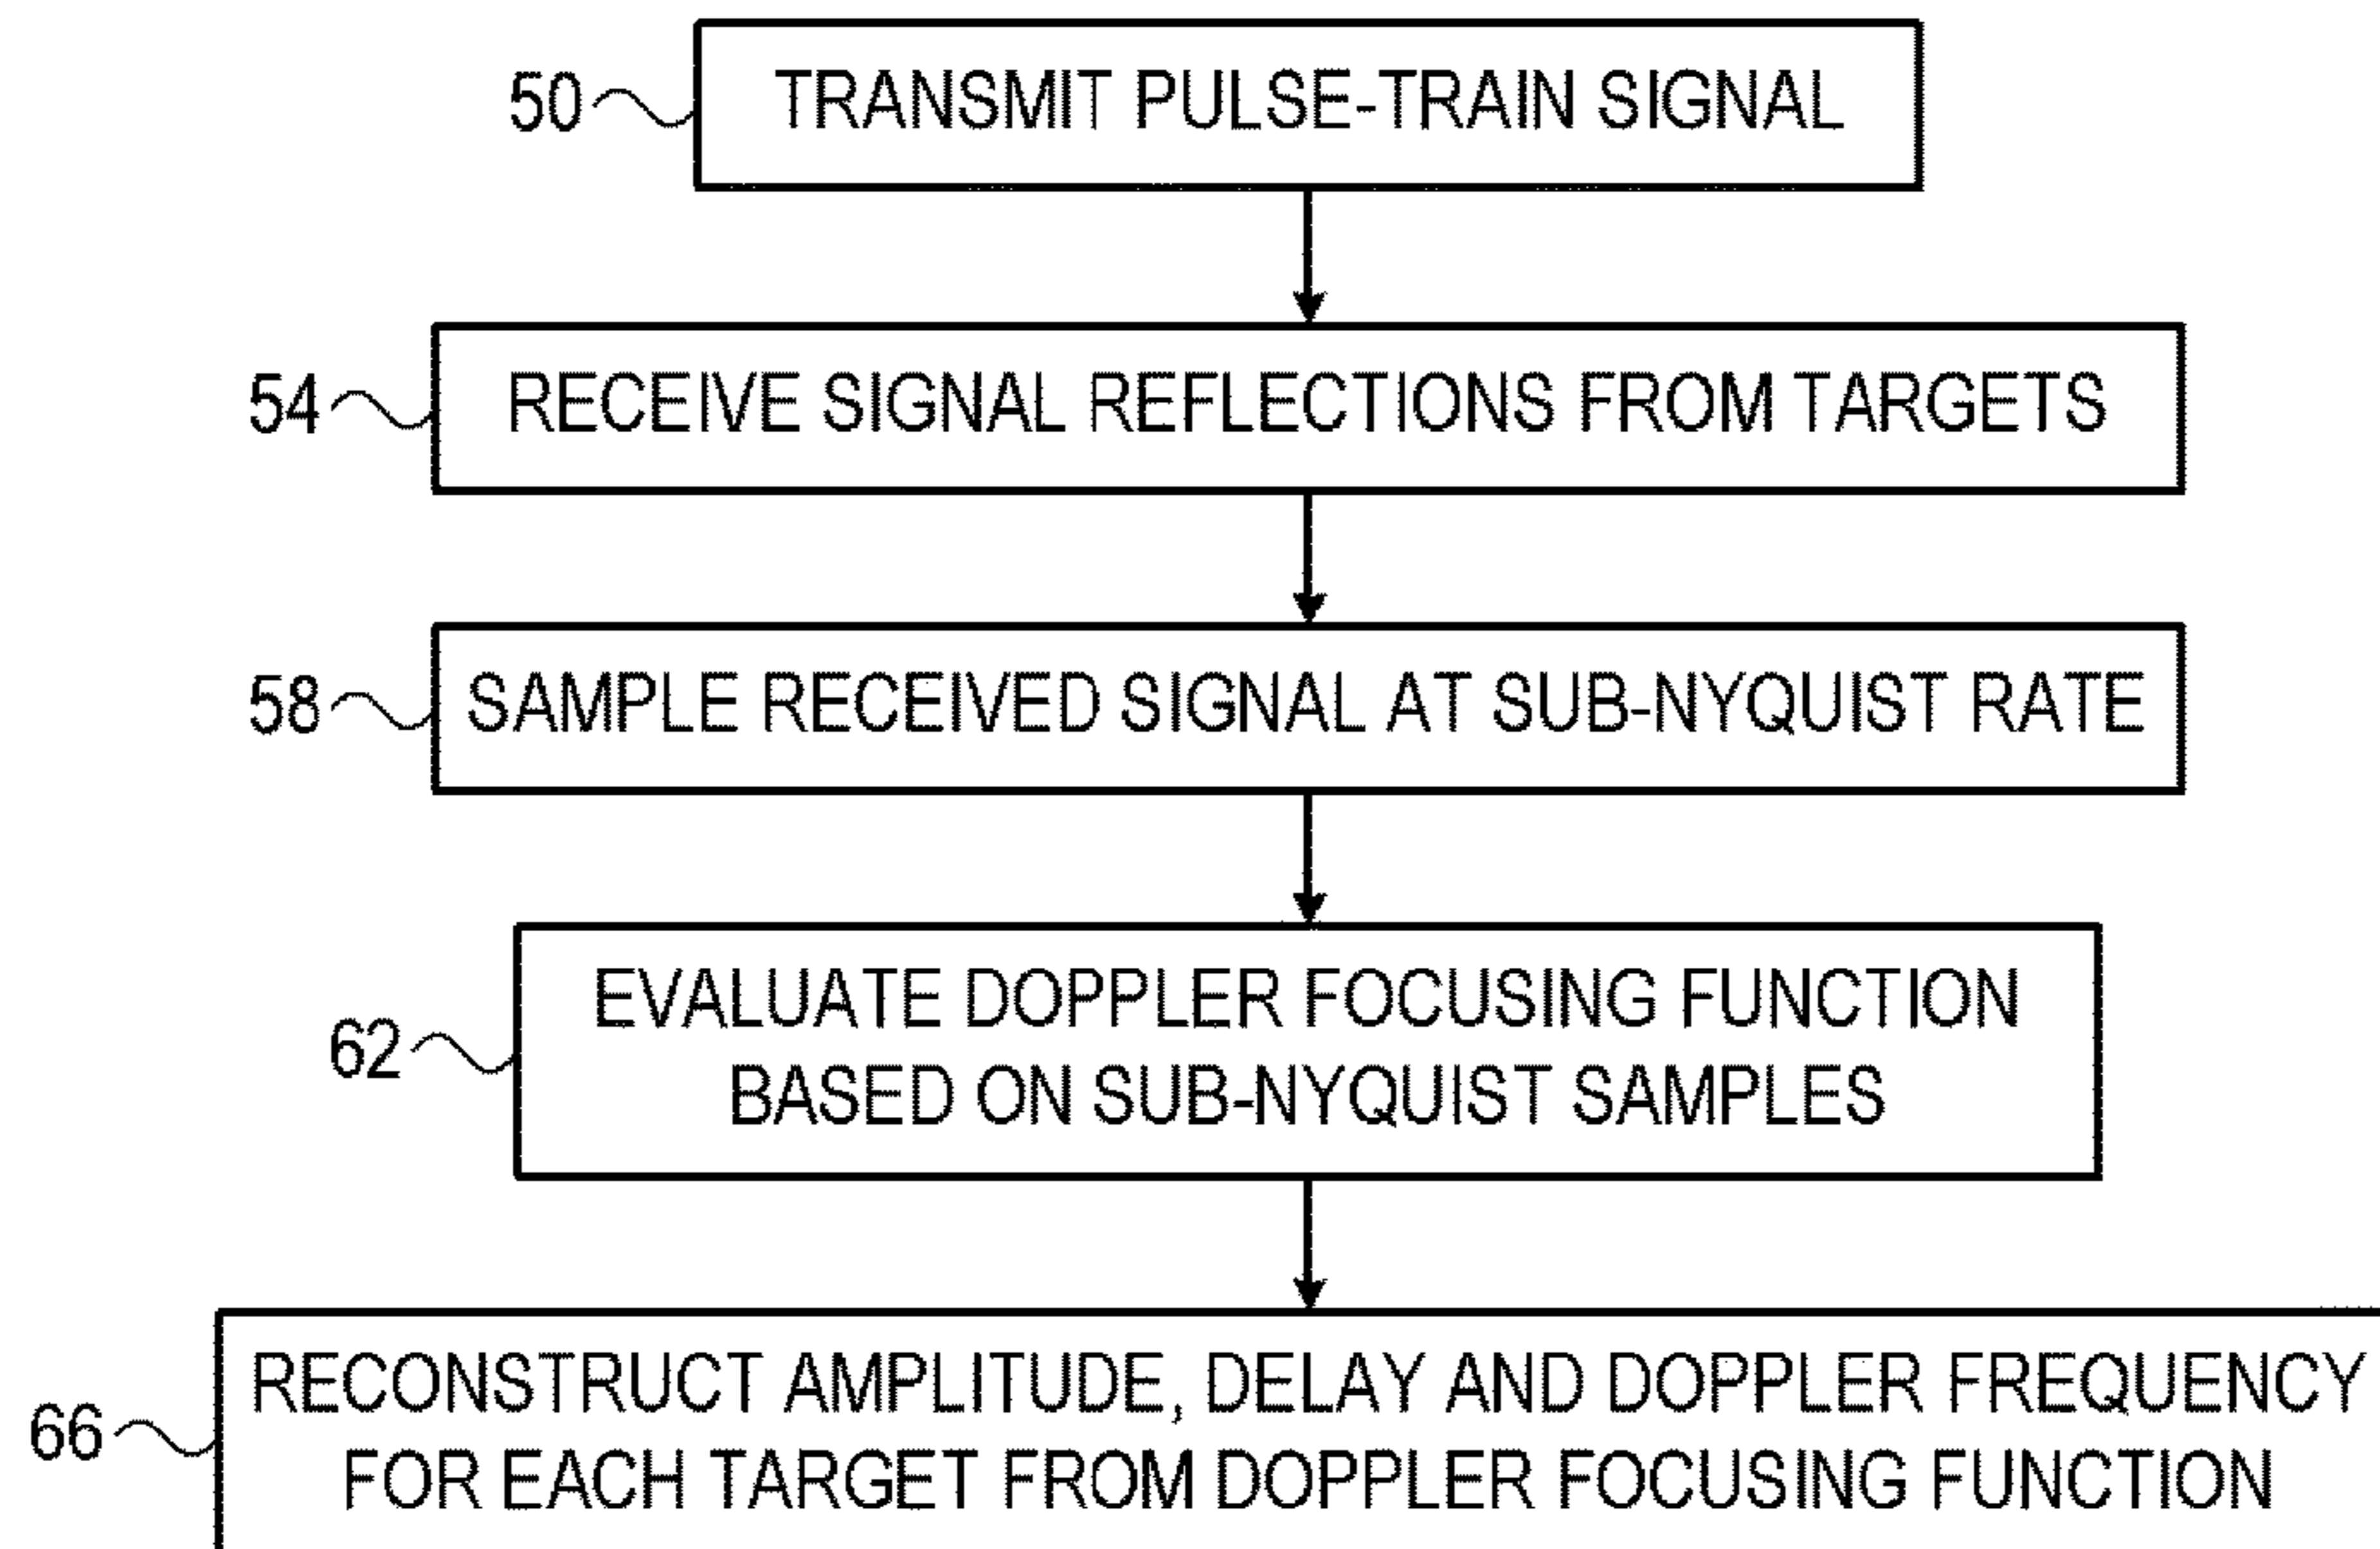 50 TRANSMIT PULSE-TRAIN SIGNAL
54 RECEIVE SIGNAL REFLECTIONS FROM TARGETS
58 SAMPLE RECEIVED SIGNAL AT SUB-NYQUIST RATE
62 EVALUATE DOPPLER FOCUSING FUNCTION
BASED ON SUB-NYQUIST SAMPLES
66 RECONSTRUCT AMPLITUDE, DELAY AND DOPPLER FREQUENCY
FOR EACH TARGET FROM DOPPLER FOCUSING FUNCTION